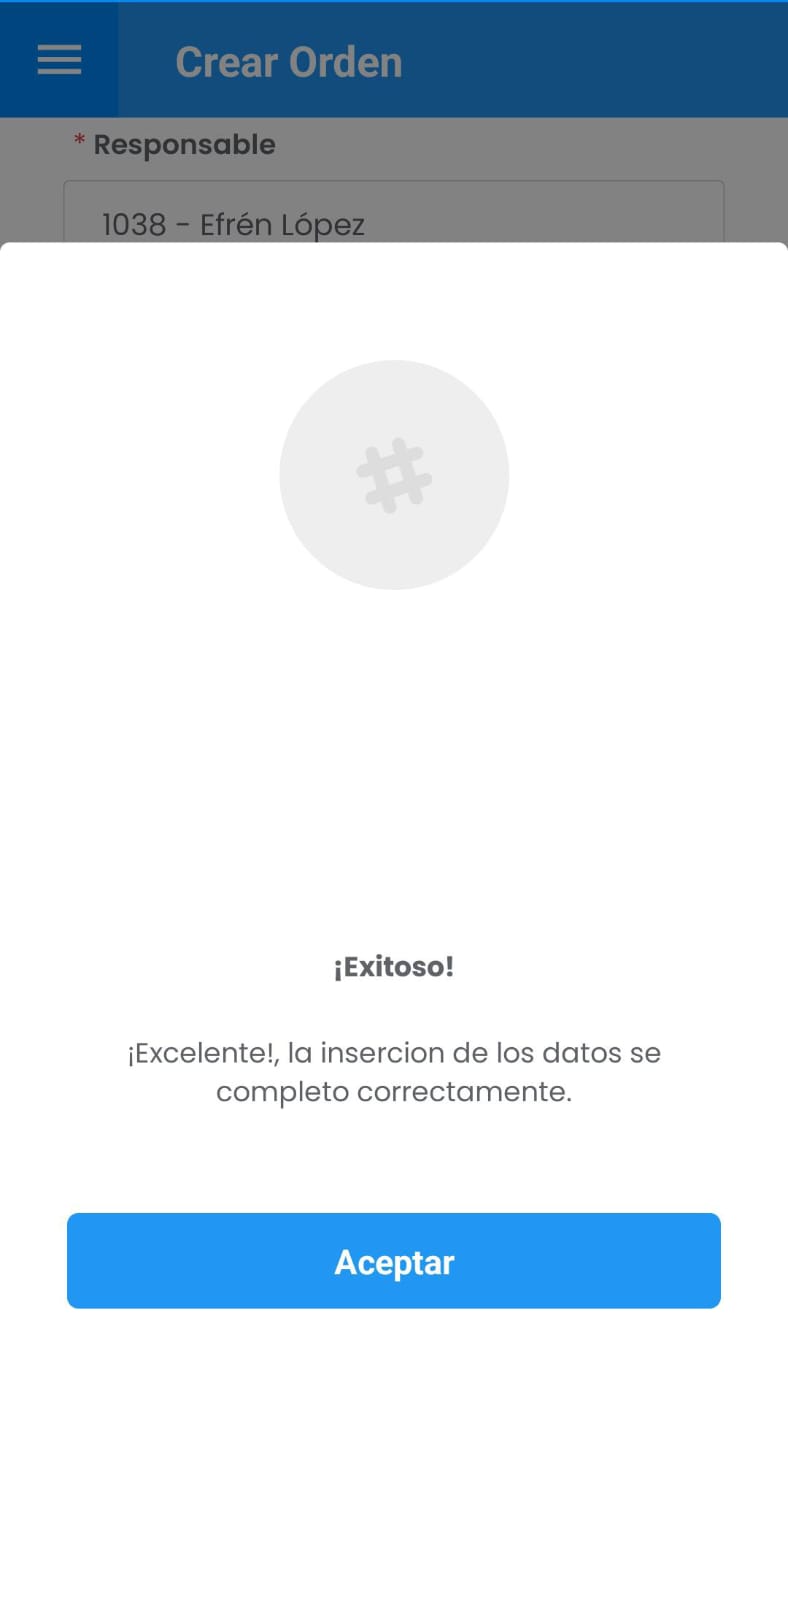 Crear Orden
* Responsable
1038 - Efrén López
#
¡Exitoso!
¡Excelente!, la insercion de los datos se
completo correctamente.
Aceptar